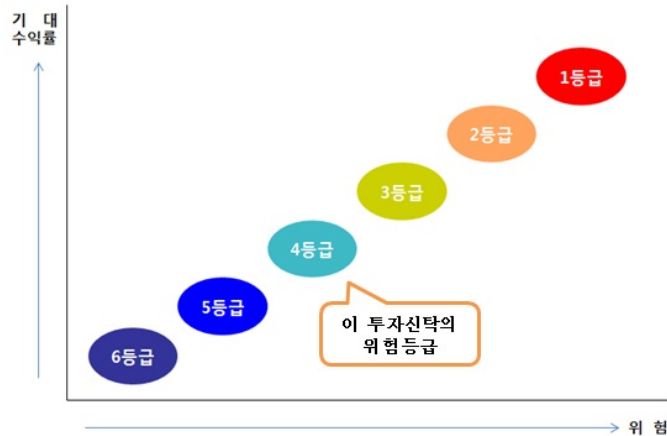 기 대
수익률
1등급
2등급
3등급
4등급
5등급
이 투자신탁의
위험등급
6등급
위 험